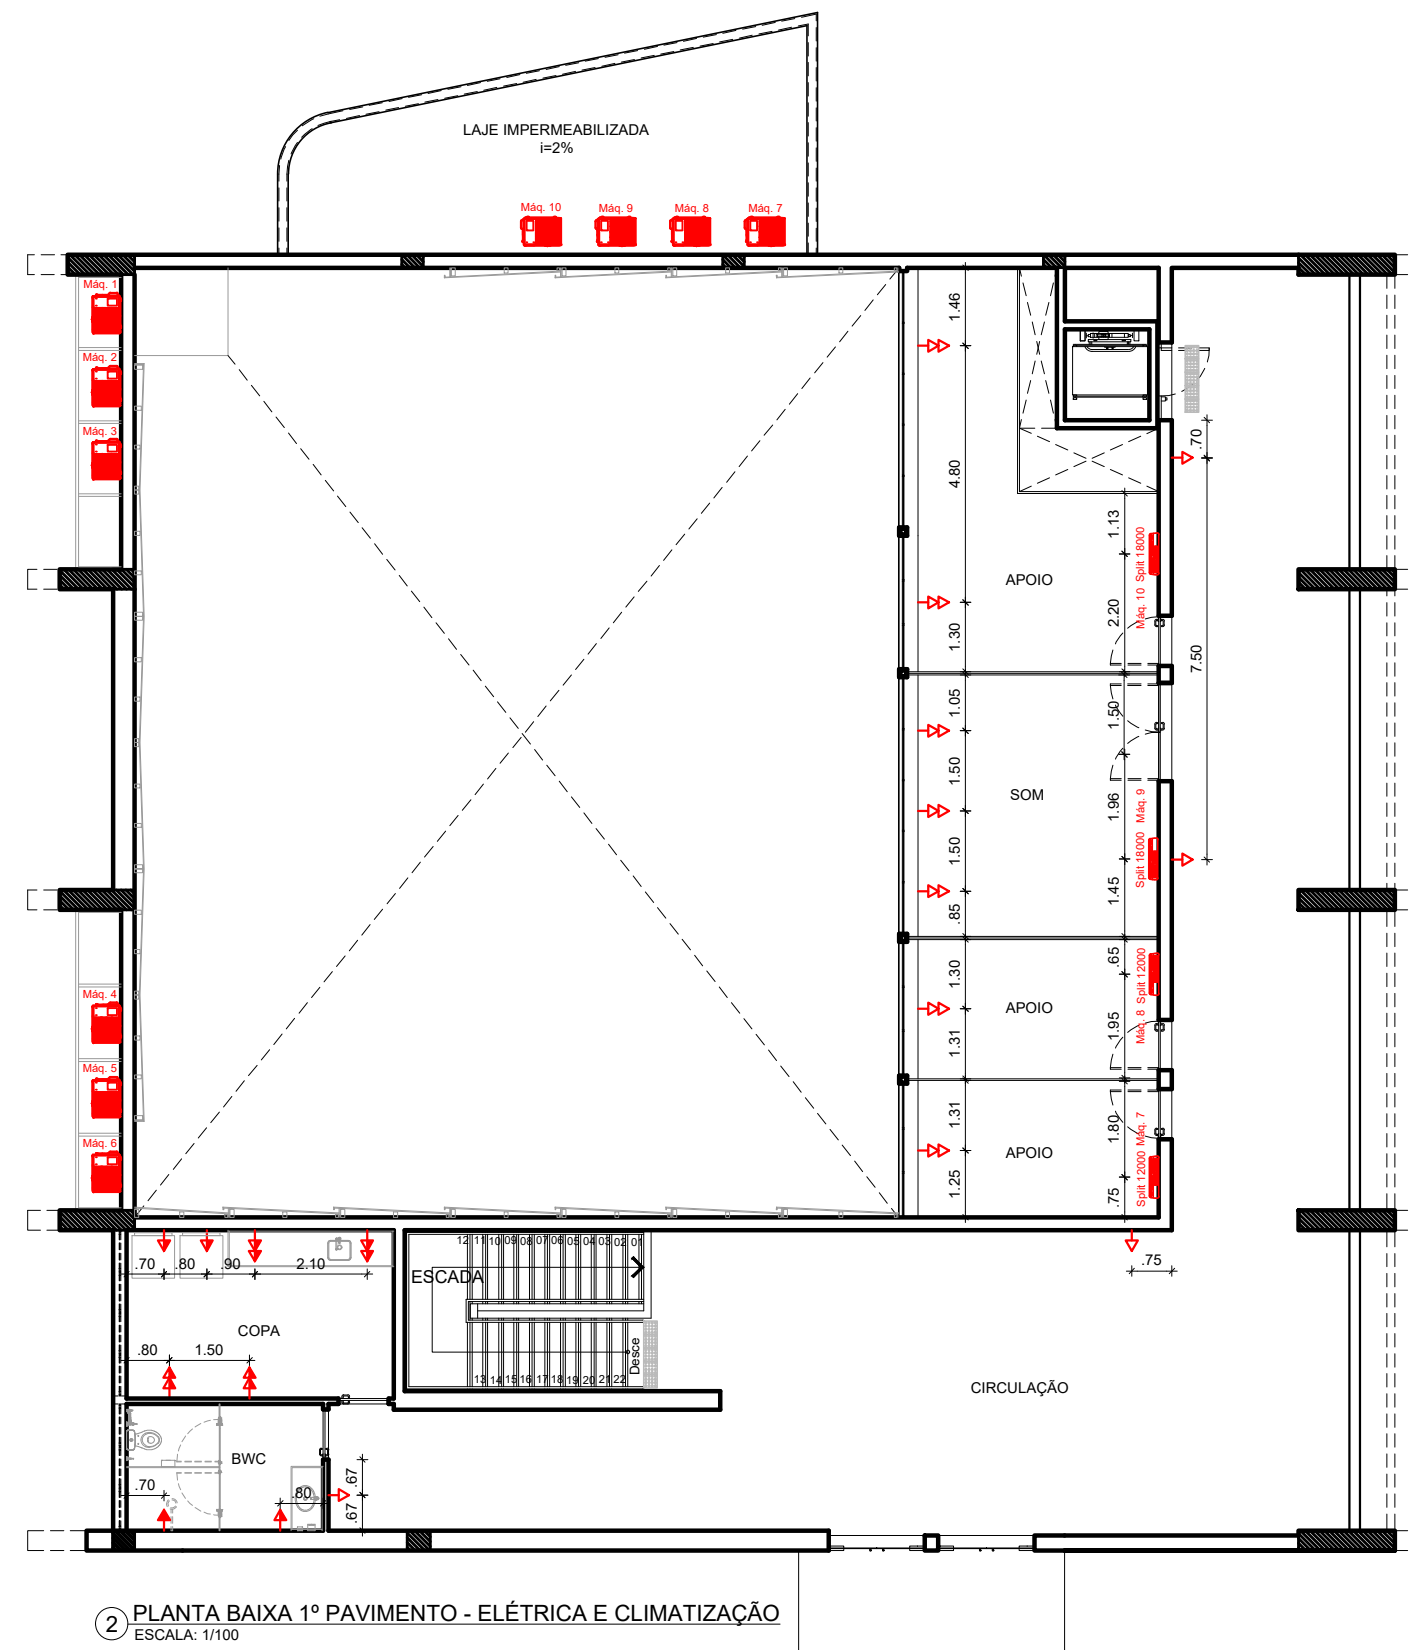 LAJE IMPERMEABILIZADA
i=2%
Máq. 10
Máq. 9
Máq. 8
Máq. 7
Máq. 1
Máq. 2
Máq. 3
1.46
4.80
.70
1.13
Máq. 10 Split 18000
APOIO
2.20
1.30
7.50
1.05
1.50
1.50
SOM
1.96
Split 18000 Máq. 9
1.50
1.45
.85
.65
1.30
Máq. 8 Split 12000
APOIO
1.95
1.31
Máq. 4
Máq. 5
Máq. 6
1.31
1.80
APOIO
Split 12000 Máq. 7
1.25
.75
.75
12 11 10 09 08 07 06 05 04 03 02 01
.70 .80 .90 2.10
ESCADA
COPA
.80 1.50
Desce
13 14 15 16 17 18 19 20 21 22
CIRCULAÇÃO
BWC
.70
.80
.67
.67
2 PLANTA BAIXA 1º PAVIMENTO - ELÉTRICA E CLIMATIZAÇÃO
ESCALA: 1/100